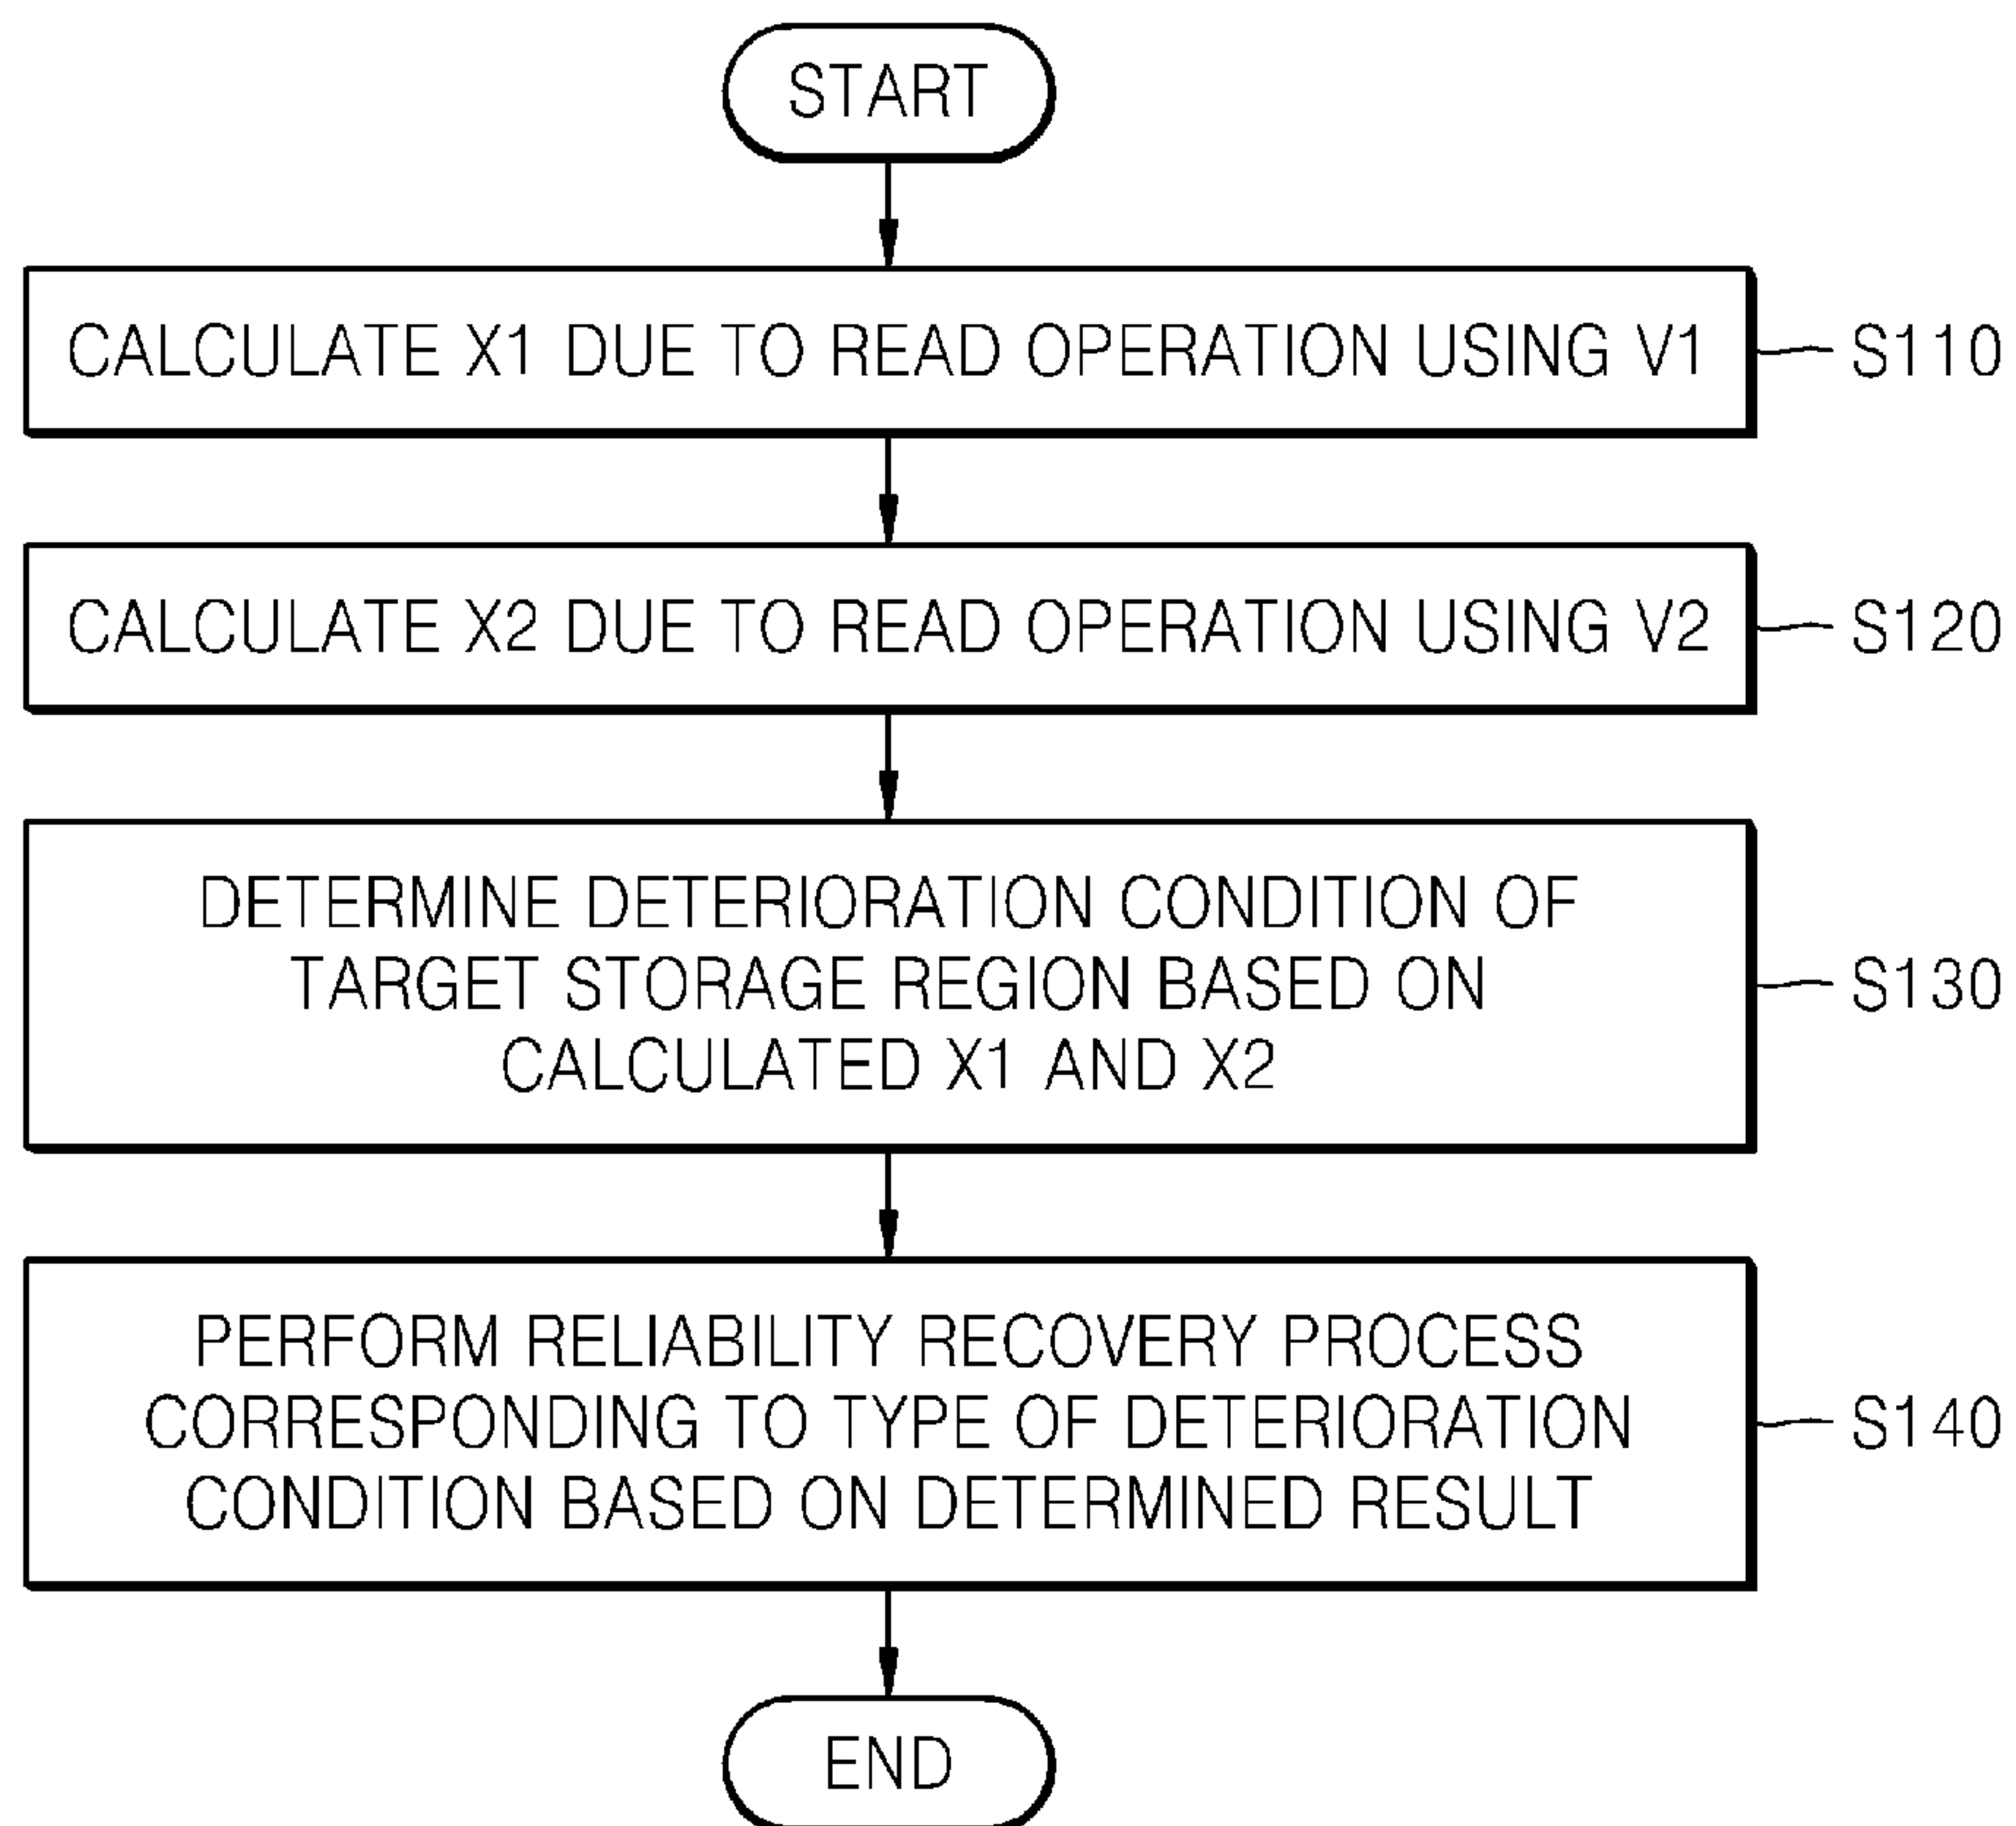 START
CALCULATE X1 DUE TO READ OPERATION USING V1
S110
CALCULATE X2 DUE TO READ OPERATION USING V2
S120
DETERMINE DETERIORATION CONDITION OF
TARGET STORAGE REGION BASED ON
CALCULATED X1 AND X2
S130
PERFORM RELIABILITY RECOVERY PROCESS
CORRESPONDING TO TYPE OF DETERIORATION
CONDITION BASED ON DETERMINED RESULT
S140
END